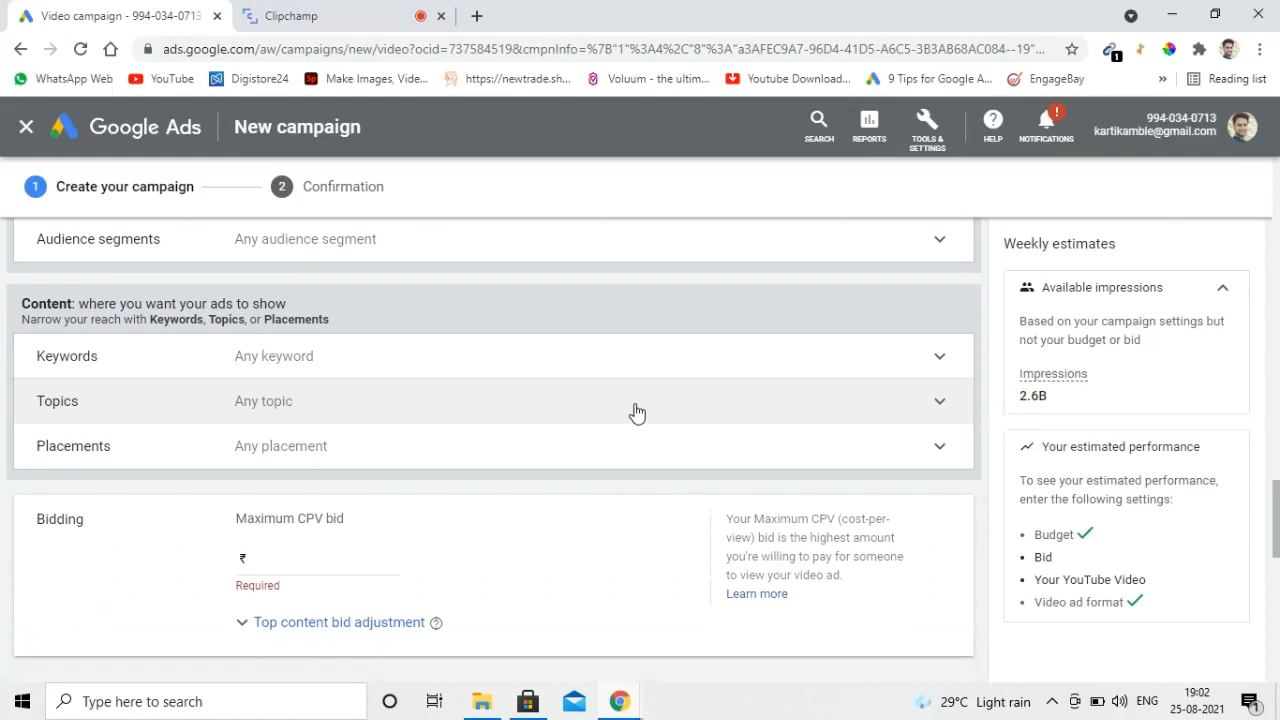 Video campaign - 994-034-0713
Clipchamp
ads.google.com/aw/campaigns/new/video?ocid=737584519&cmpnInfo=%7B"1"%3A4%2C"8"%3A"a3AFEC9A7-96D4-41D5-A6C5-3B3AB68AC084--19"...
1
WhatsApp Web
YouTube
Digistore24
Make Images, Vide...
https://newtrade.sh...
Voluum - the ultim...
Youtube Download...
9 Tips for Google A...
EngageBay
»
Reading list
Google Ads
New campaign
SEARCH
REPORTS
TOOLS &
SETTINGS
HELP
!
NOTIFICATIONS
994-034-0713
kartikamble@gmail.com
1 Create your campaign
2 Confirmation
Audience segments Any audience segment
Content: where you want your ads to show
Narrow your reach with Keywords, Topics, or Placements
Keywords Any keyword
Topics Any topic
Placements Any placement
Bidding
Maximum CPV bid
₹
Required
Top content bid adjustment ?
Your Maximum CPV (cost-per-
view) bid is the highest amount
you're willing to pay for someone
to view your video ad.
Learn more
Weekly estimates
Available impressions
Based on your campaign settings but
not your budget or bid
Impressions
2.6B
Your estimated performance
To see your estimated performance,
enter the following settings:
• Budget
• Bid
• Your YouTube Video
• Video ad format
Type here to search
29°C Light rain
ENG
19:02
25-08-2021
1